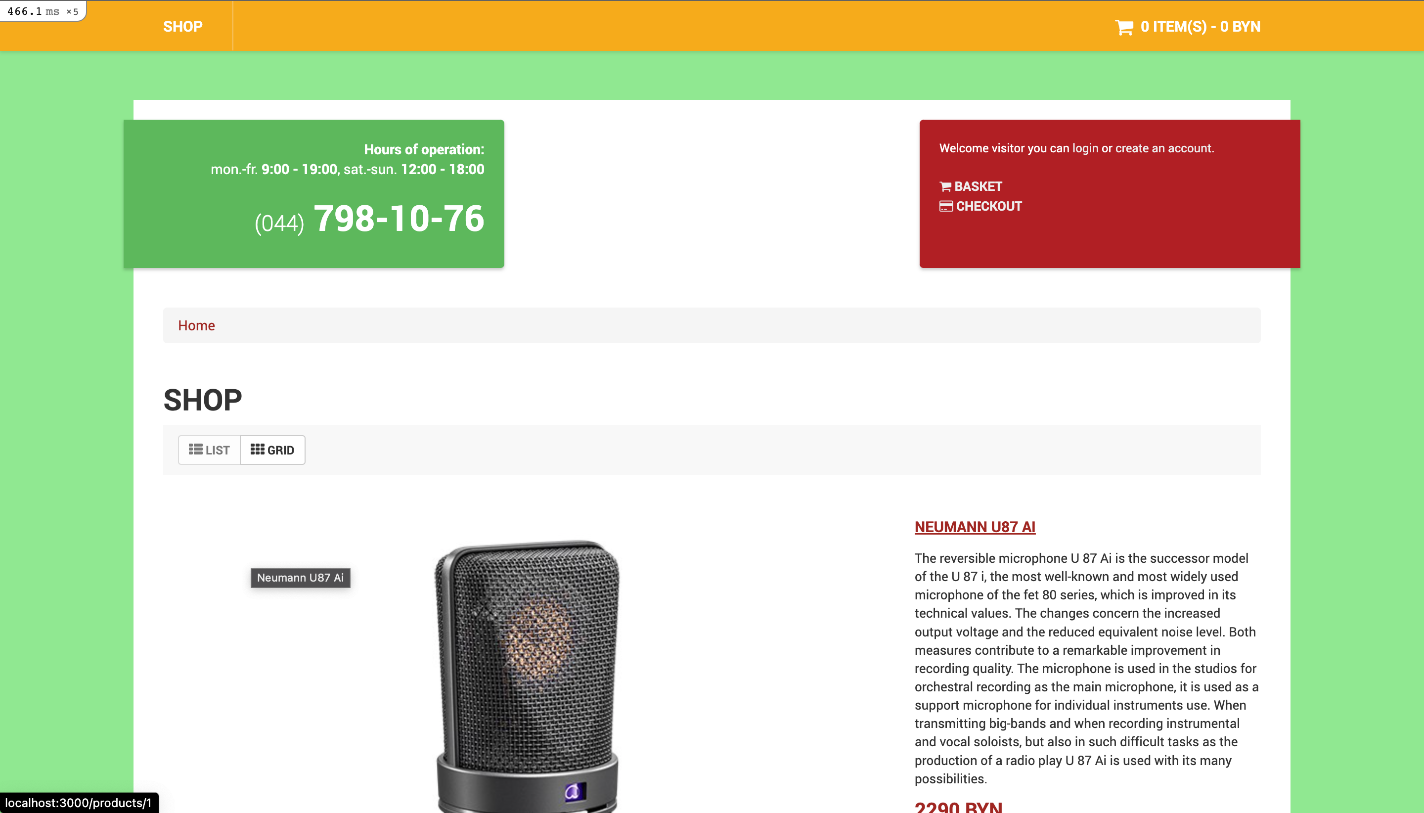 466.1 ms ×5
SHOP
0 ITEM(S) - 0 BYN
Hours of operation:
mon.-fr. 9:00 - 19:00, sat.-sun. 12:00 - 18:00
(044) 798-10-76
Welcome visitor you can login or create an account.
BASKET
CHECKOUT
Home
SHOP
LIST
GRID
Neumann U87 Ai
NEUMANN U87 AI
The reversible microphone U 87 Ai is the successor model
of the U 87 i, the most well-known and most widely used
microphone of the fet 80 series, which is improved in its
technical values. The changes concern the increased
output voltage and the reduced equivalent noise level. Both
measures contribute to a remarkable improvement in
recording quality. The microphone is used in the studios for
orchestral recording as the main microphone, it is used as a
support microphone for individual instruments use. When
transmitting big-bands and when recording instrumental
and vocal soloists, but also in such difficult tasks as the
production of a radio play U 87 Ai is used with its many
possibilities.
2290 BYN
localhost:3000/products/1